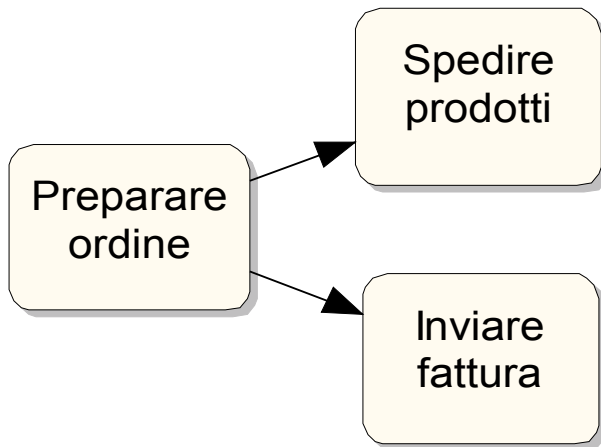 Spedire
prodotti
Preparare
ordine
Inviare
fattura